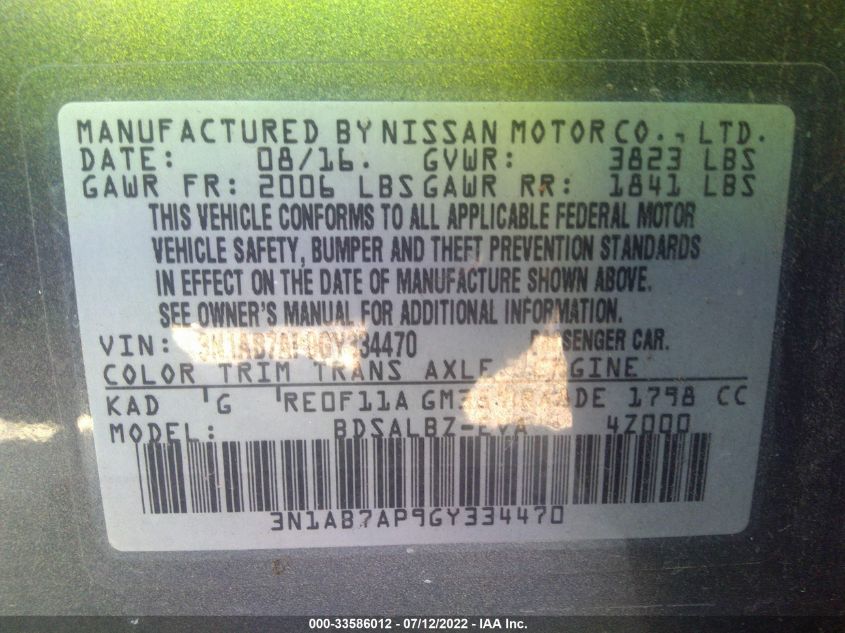 MANUFACTURED BY NISSAN MOTOR CO., LTD.
DATE: 08/16. GVWR: 3823 LBS
GAWR FR: 2006 LBS GAWR RR: 1841 LBS
THIS VEHICLE CONFORMS TO ALL APPLICABLE FEDERAL MOTOR
VEHICLE SAFETY, BUMPER AND THEFT PREVENTION STANDARDS
IN EFFECT ON THE DATE OF MANUFACTURE SHOWN ABOVE.
SEE OWNER'S MANUAL FOR ADDITIONAL INFORMATION.
VIN: 3N1AB7AP9GY334470 PASSENGER CAR.
COLOR TRIM TRANS AXLE ENGINE
KAD 'G 'RE0F11A 1798 CC
MODEL: 4Z000
3N1AB7AP9GY334470
000-33586012 - 07/12/2022 - IAA Inc.